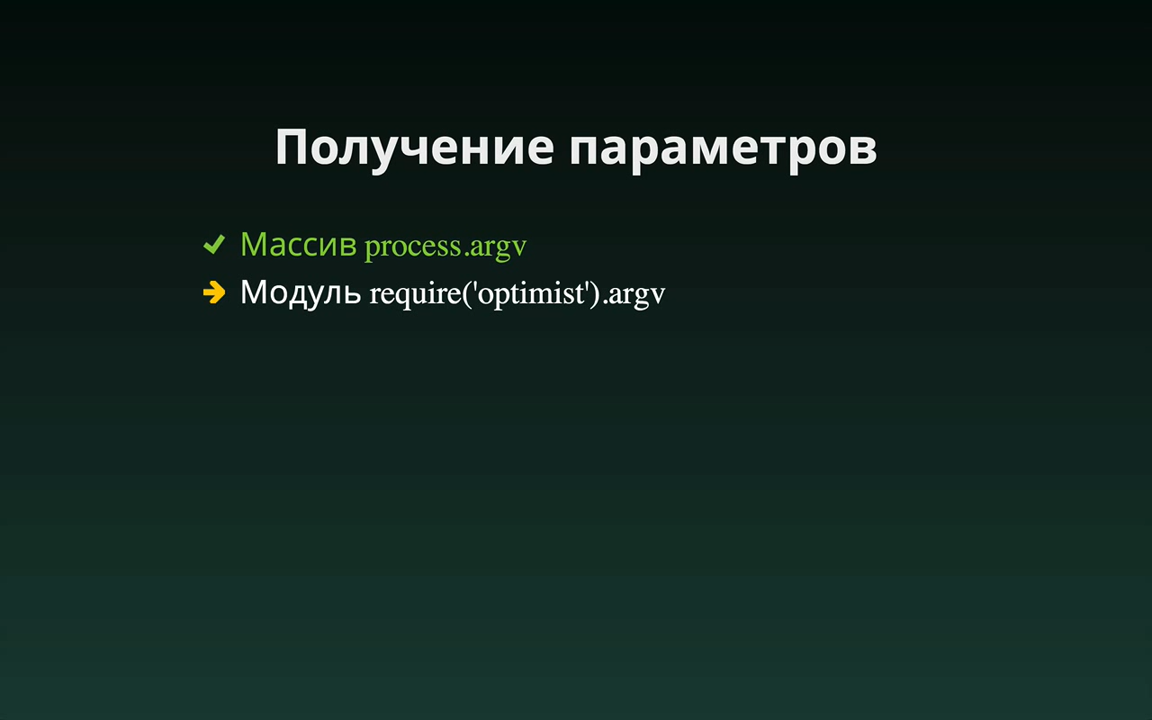 Получение параметров
Массив process.argv
Модуль require('optimist').argv